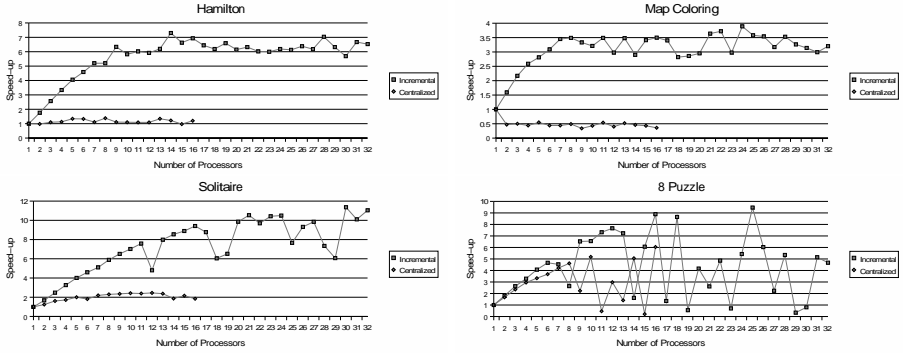 Hamilton
Speed-up
8
7
6
5
4
3
2
1
0
1 2 3 4 5 6 7 8 9 10 11 12 13 14 15 16 17 18 19 20 21 22 23 24 25 26 27 28 29 30 31 32
Number of Processors
Incremental
Centralized
Map Coloring
Speed-up
4
3.5
3
2.5
2
1.5
1
0.5
0
1 2 3 4 5 6 7 8 9 10 11 12 13 14 15 16 17 18 19 20 21 22 23 24 25 26 27 28 29 30 31 32
Number of Processors
Incremental
Centralized
Solitaire
Speed-up
12
10
8
6
4
2
0
1 2 3 4 5 6 7 8 9 10 11 12 13 14 15 16 17 18 19 20 21 22 23 24 25 26 27 28 29 30 31 32
Number of Processors
Incremental
Centralized
8 Puzzle
Speed-up
10
9
8
7
6
5
4
3
2
1
0
1 2 3 4 5 6 7 8 9 10 11 12 13 14 15 16 17 18 19 20 21 22 23 24 25 26 27 28 29 30 31 32
Number of Processors
Incremental
Centralized